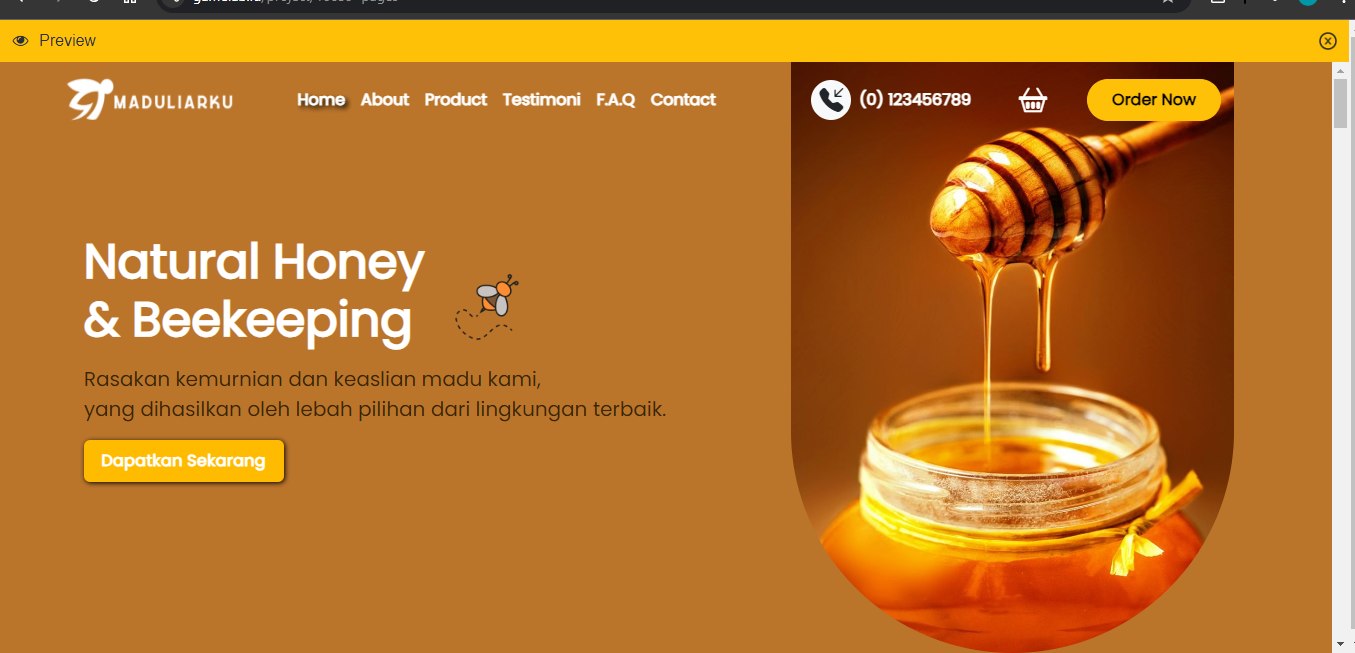 Preview
MADULIARKU
Home About Product Testimoni F.A.Q Contact
(0) 123456789
Order Now
Natural Honey
& Beekeeping
Rasakan kemurnian dan keaslian madu kami,
yang dihasilkan oleh lebah pilihan dari lingkungan terbaik.
Dapatkan Sekarang